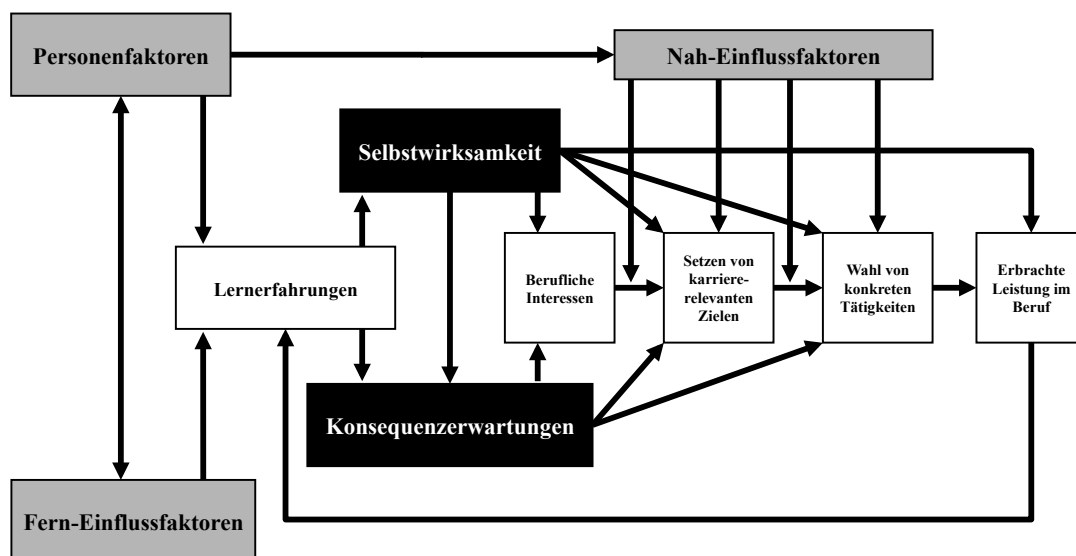 Personenfaktoren
Nah-Einflussfaktoren
Selbstwirksamkeit
Lernerfahrungen
Berufliche
Interessen
Setzen von
karriere-
relevanten
Zielen
Wahl von
konkreten
Tätigkeiten
Erbrachte
Leistung im
Beruf
Konsequenzerwartungen
Fern-Einflussfaktoren